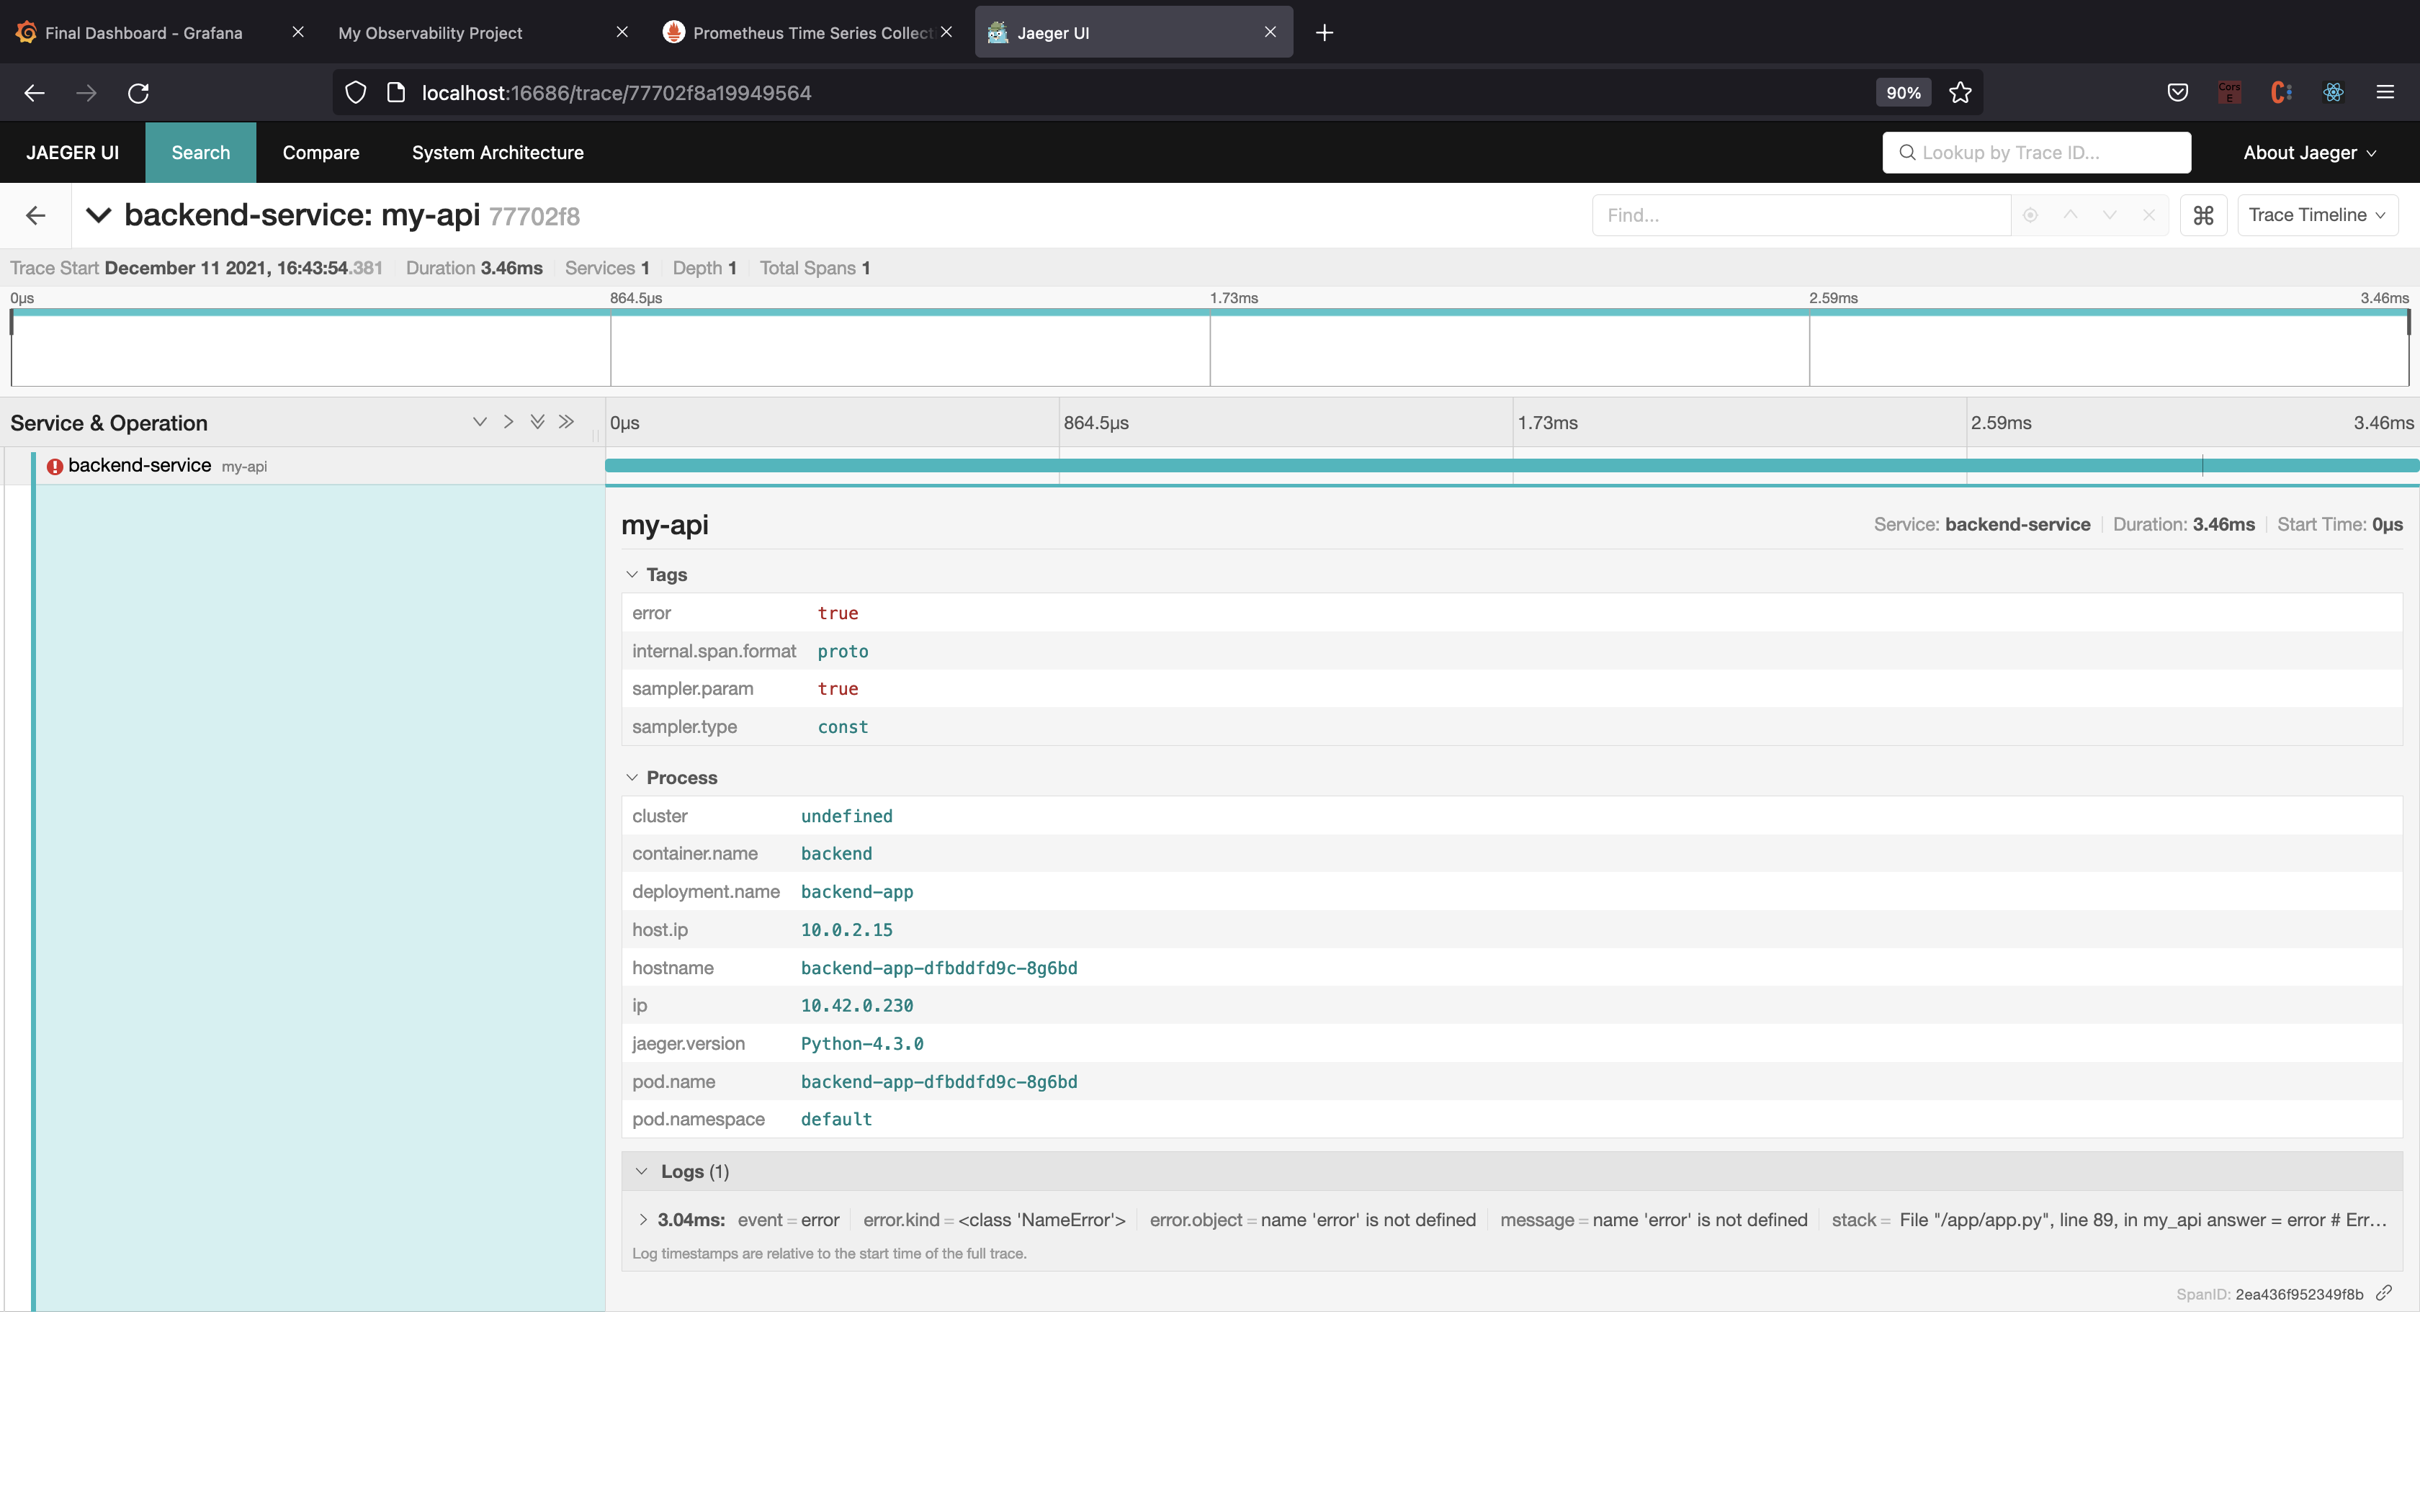 Final Dashboard - Grafana
My Observability Project
Prometheus Time Series Collect
Jaeger UI
localhost:16686/trace/77702f8a19949564
90%
Cors
E
JAEGER UI
Search
Compare
System Architecture
Lookup by Trace ID...
About Jaeger
backend-service: my-api 77702f8
Find...
Trace Timeline
Trace Start December 11 2021, 16:43:54.381 Duration 3.46ms Services 1 Depth 1 Total Spans 1
0μs 864.5μs 1.73ms 2.59ms 3.46ms
Service & Operation 0μs 864.5μs 1.73ms 2.59ms 3.46ms
backend-service my-api
my-api Service: backend-service Duration: 3.46ms Start Time: 0μs
Tags
error true
internal.span.format proto
sampler.param true
sampler.type const
Process
cluster undefined
container.name backend
deployment.name backend-app
host.ip 10.0.2.15
hostname backend-app-dfbddfd9c-8g6bd
ip 10.42.0.230
jaeger.version Python-4.3.0
pod.name backend-app-dfbddfd9c-8g6bd
pod.namespace default
Logs (1)
3.04ms: event = error error.kind = <class 'NameError'> error.object = name 'error' is not defined message = name 'error' is not defined stack = File "/app/app.py", line 89, in my_api answer = error # Err...
Log timestamps are relative to the start time of the full trace.
SpanID: 2ea436f952349f8b